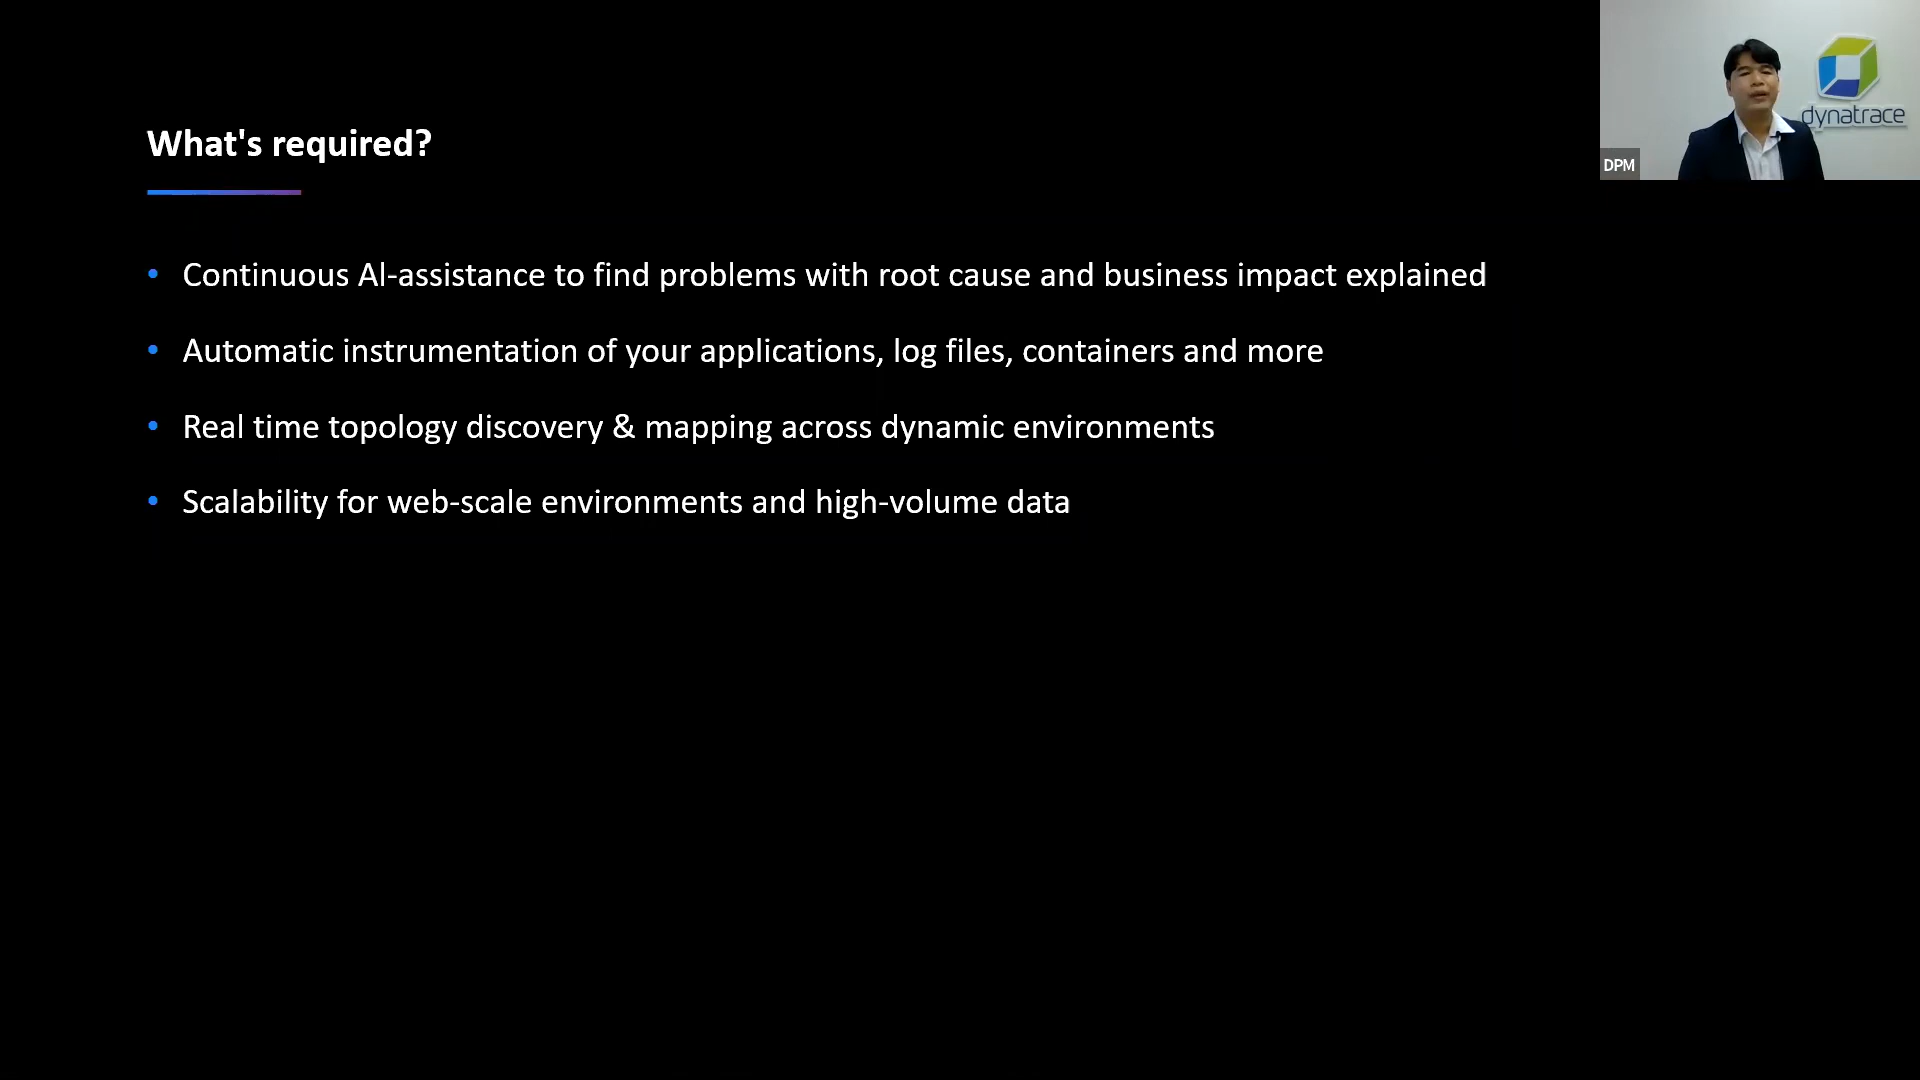 What's required?
• Continuous AI-assistance to find problems with root cause and business impact explained
• Automatic instrumentation of your applications, log files, containers and more
• Real time topology discovery & mapping across dynamic environments
• Scalability for web-scale environments and high-volume data
dynatrace
DPM